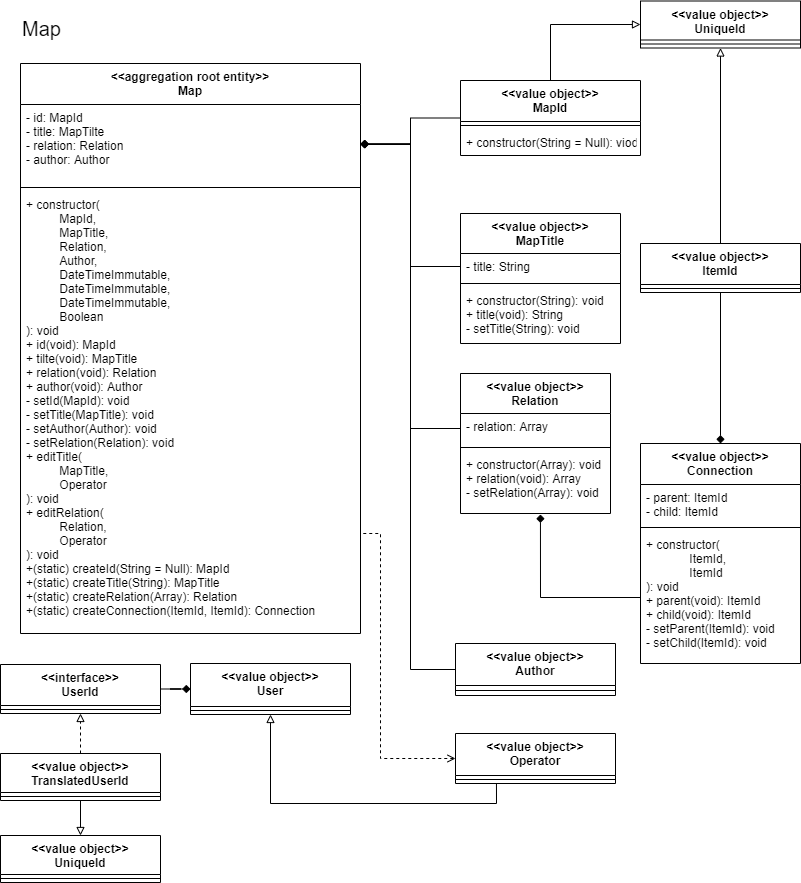 Map
<<aggregation root entity>>
Map
- id: MapId
- title: MapTilte
- relation: Relation
- author: Author
+ constructor(
MapId,
MapTitle,
Relation,
Author,
DateTimeImmutable,
DateTimeImmutable,
DateTimeImmutable,
Boolean
): void
+ id(void): MapId
+ tilte(void): MapTitle
+ relation(void): Relation
+ author(void): Author
- setId(MapId): void
- setTitle(MapTitle): void
- setAuthor(Author): void
- setRelation(Relation): void
+ editTitle(
MapTitle,
Operator
): void
+ editRelation(
Relation,
Operator
): void
+(static) createId(String = Null): MapId
+(static) createTitle(String): MapTitle
+(static) createRelation(Array): Relation
+(static) createConnection(ItemId, ItemId): Connection
<<value object>>
MapId
+ constructor(String = Null): viod
<<value object>>
UniqueId
<<value object>>
MapTitle
- title: String
+ constructor(String): void
+ title(void): String
- setTitle(String): void
<<value object>>
ItemId
<<value object>>
Relation
- relation: Array
+ constructor(Array): void
+ relation(void): Array
- setRelation(Array): void
<<value object>>
Connection
- parent: ItemId
- child: ItemId
+ constructor(
ItemId,
ItemId
): void
+ parent(void): ItemId
+ child(void): ItemId
- setParent(ItemId): void
- setChild(ItemId): void
<<value object>>
Author
<<interface>>
UserId
<<value object>>
User
<<value object>>
Operator
<<value object>>
TranslatedUserId
<<value object>>
UniqueId